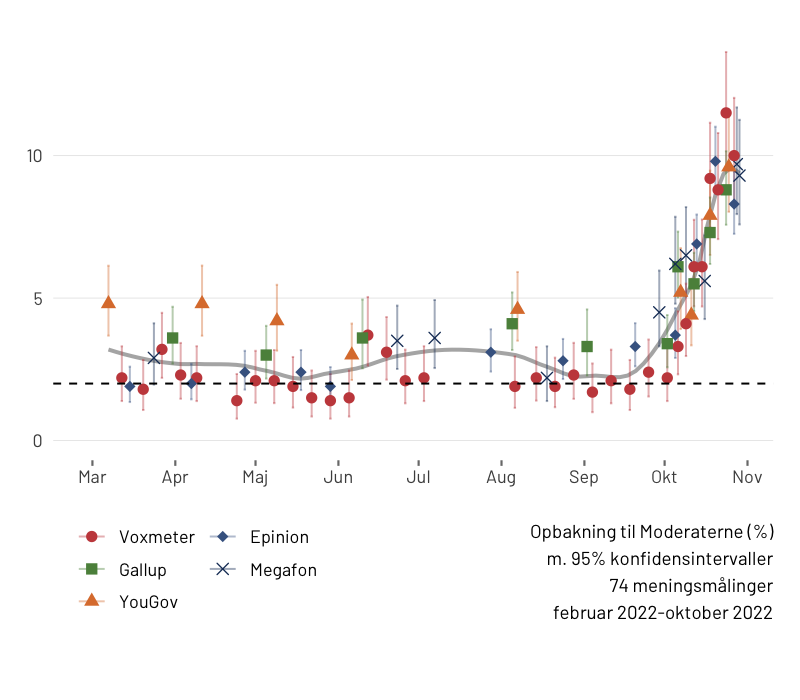 10
5
0
Mar Apr Maj Jun Jul Aug Sep Okt Nov
Voxmeter Epinion
Gallup Megafon
YouGov
Opbakning til Moderaterne (%)
m. 95% konfidensintervaller
74 meningsmålinger
februar 2022-oktober 2022